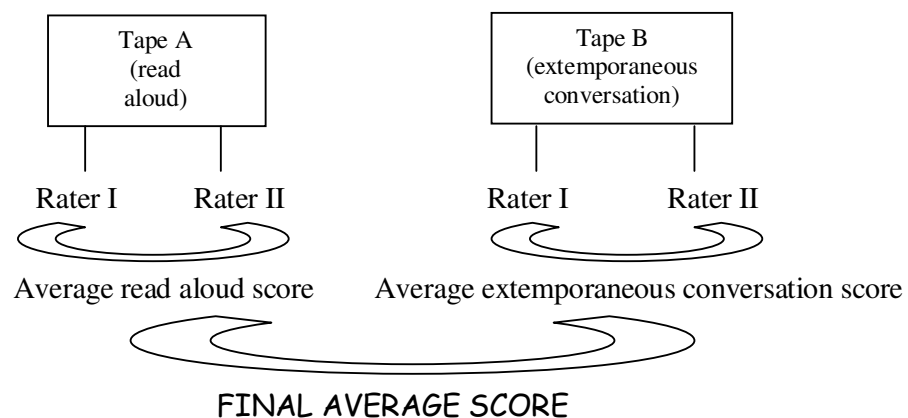 Tape A
(read
aloud)
Tape B
(extemporaneous
conversation)
Rater I
Rater II
Rater I
Rater II
Average read aloud score
Average extemporaneous conversation score
FINAL AVERAGE SCORE